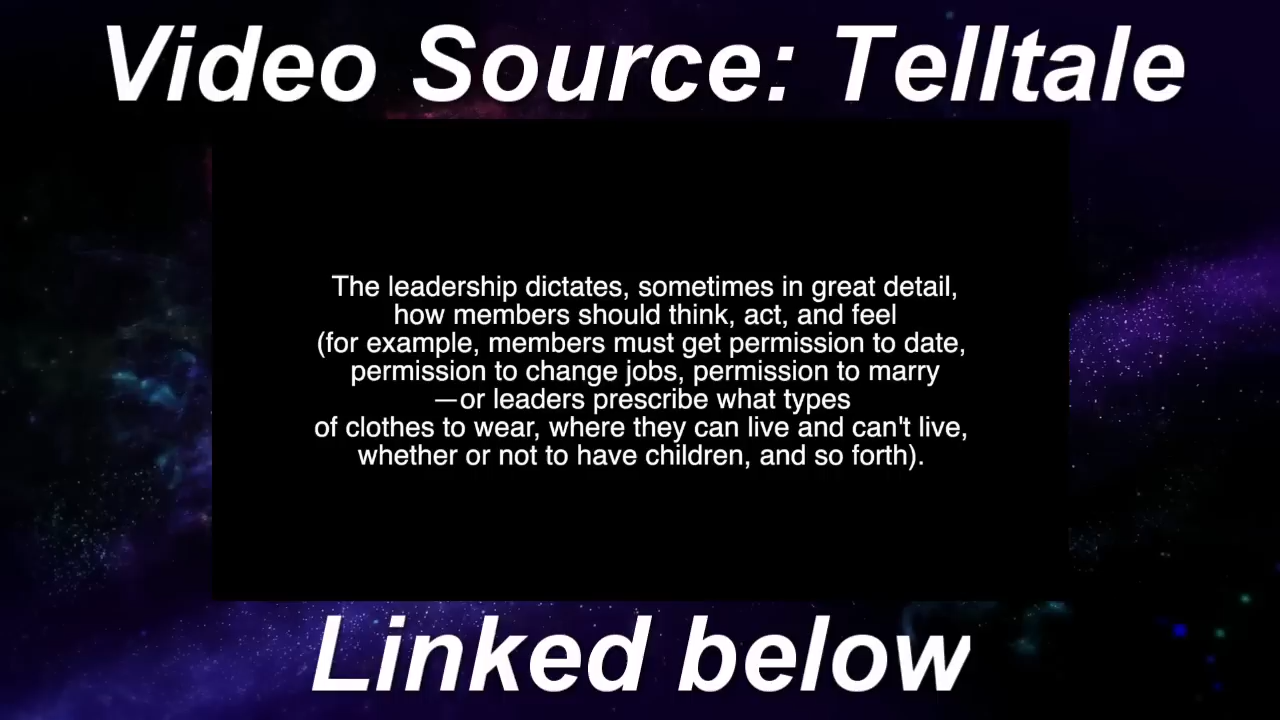 Video Source: Telltale
The leadership dictates, sometimes in great detail,
how members should think, act, and feel
(for example, members must get permission to date,
permission to change jobs, permission to marry
—or leaders prescribe what types
of clothes to wear, where they can live and can't live,
whether or not to have children, and so forth).
Linked below